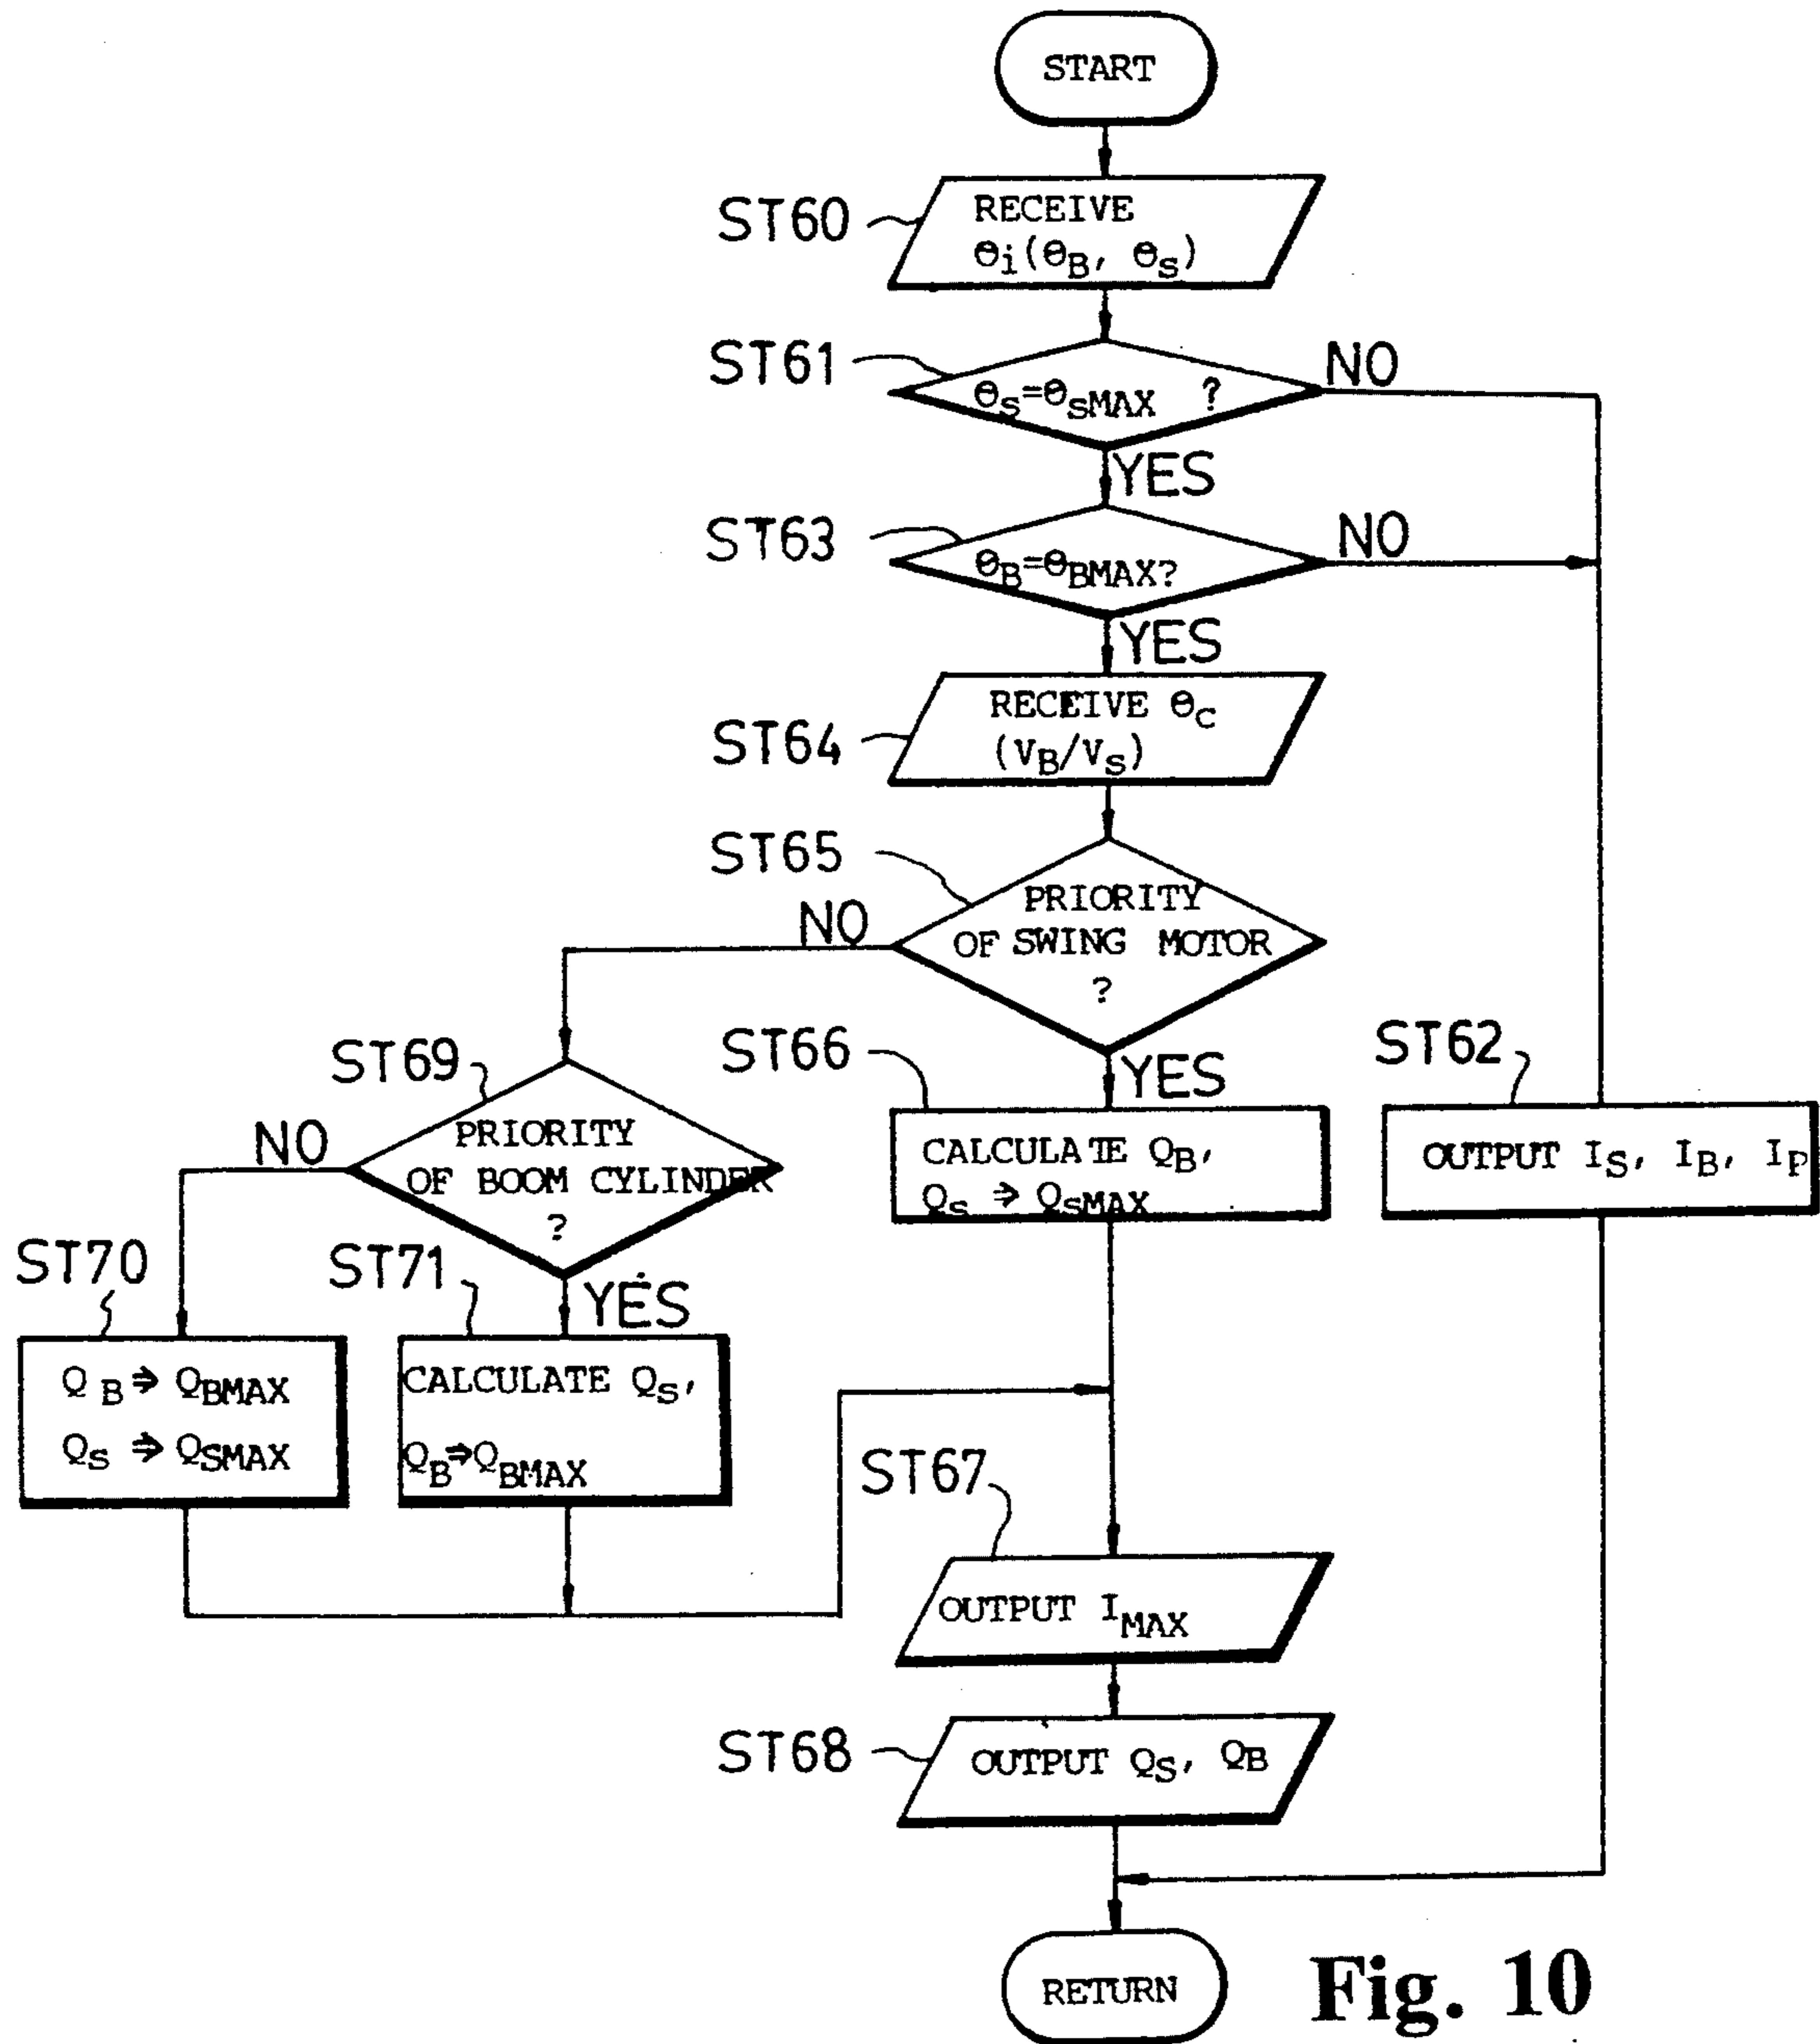 START
ST60
RECEIVE
θi(θB, θs)
ST61
θs=θsMAX ?
NO
YES
ST63
θB=θBMAX?
NO
YES
ST64
RECEIVE θc
(VB/Vs)
ST65
PRIORITY
OF SWING MOTOR
?
NO
YES
ST69
PRIORITY
OF BOOM CYLINDER
?
NO
YES
ST66
CALCULATE QB,
Qs ⇒ QsMAX
ST62
OUTPUT IS, IB, IP
ST70
QB ⇒ QBMAX
Qs ⇒ QSMAX
ST71
CALCULATE QS,
QB⇒QBMAX
ST67
OUTPUT IMAX
ST68
OUTPUT QS, QB
RETURN
Fig. 10